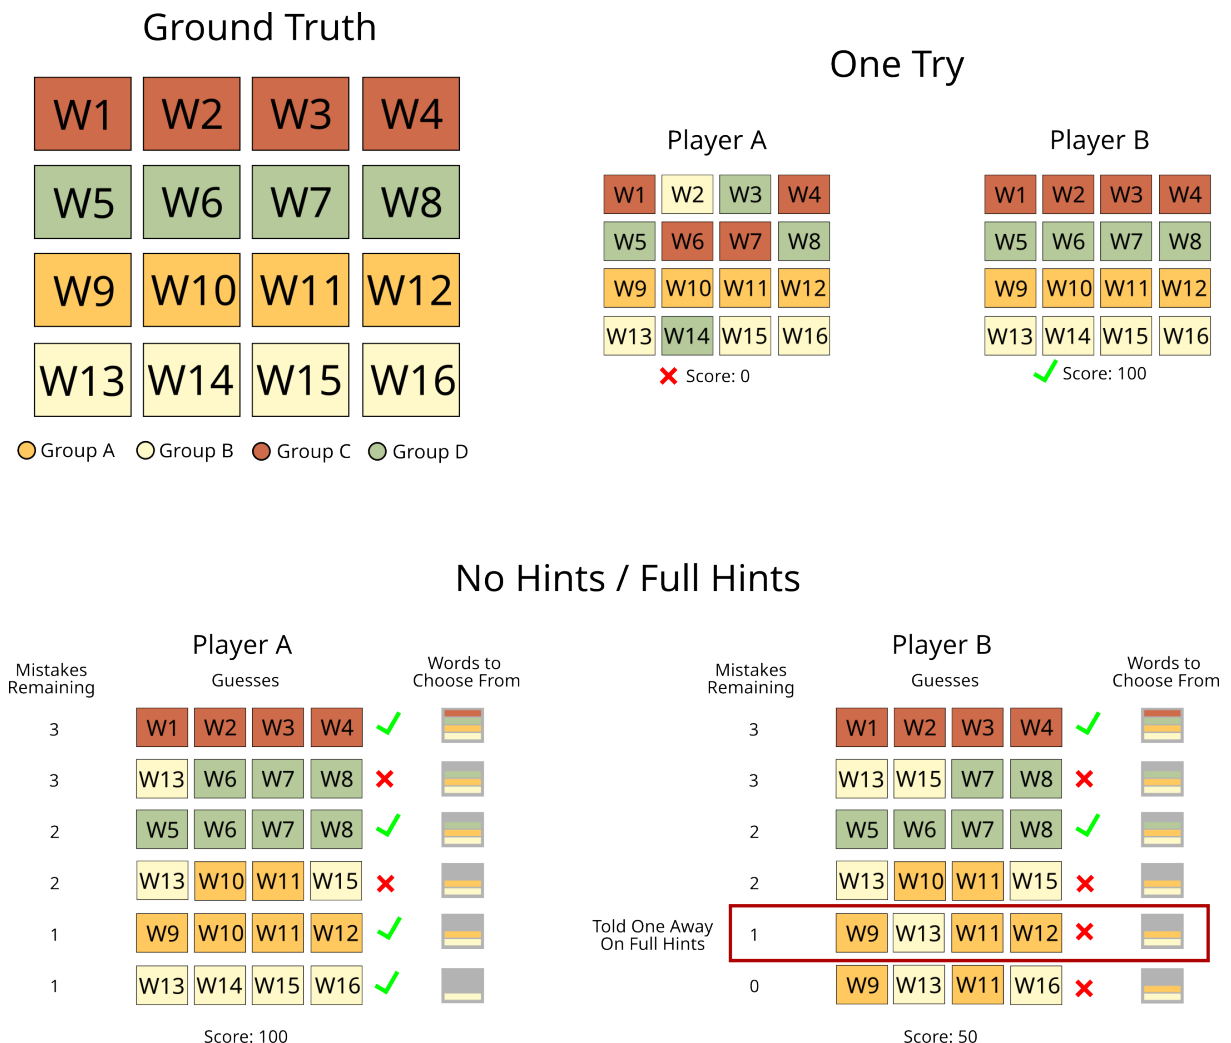 Ground Truth
W1 W2 W3 W4
W5 W6 W7 W8
W9 W10 W11 W12
W13 W14 W15 W16
Group A Group B Group C Group D
One Try
Player A
W1 W2 W3 W4
W5 W6 W7 W8
W9 W10 W11 W12
W13 W14 W15 W16
Score: 0
Player B
W1 W2 W3 W4
W5 W6 W7 W8
W9 W10 W11 W12
W13 W14 W15 W16
Score: 100
No Hints / Full Hints
Player A
Mistakes
Remaining
Guesses
Words to
Choose From
3 W1 W2 W3 W4
3 W13 W6 W7 W8
2 W5 W6 W7 W8
2 W13 W10 W11 W15
1 W9 W10 W11 W12
1 W13 W14 W15 W16
Score: 100
Player B
Mistakes
Remaining
Guesses
Words to
Choose From
3 W1 W2 W3 W4
3 W13 W15 W7 W8
2 W5 W6 W7 W8
2 W13 W10 W11 W15
Told One Away
On Full Hints
1 W9 W13 W11 W12
0 W9 W13 W11 W16
Score: 50